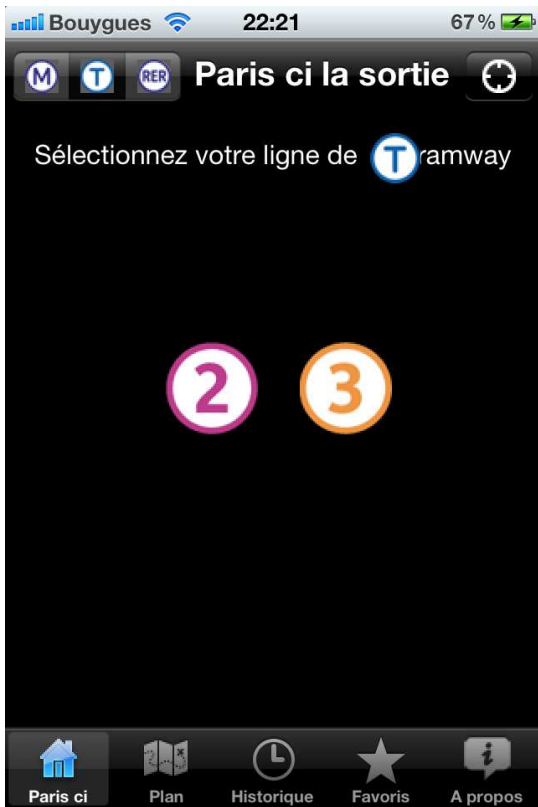 Bouygues 22:21 67%
M T RER Paris ci la sortie
Sélectionnez votre ligne de Tramway
2 3
Paris ci Plan Historique Favoris A propos